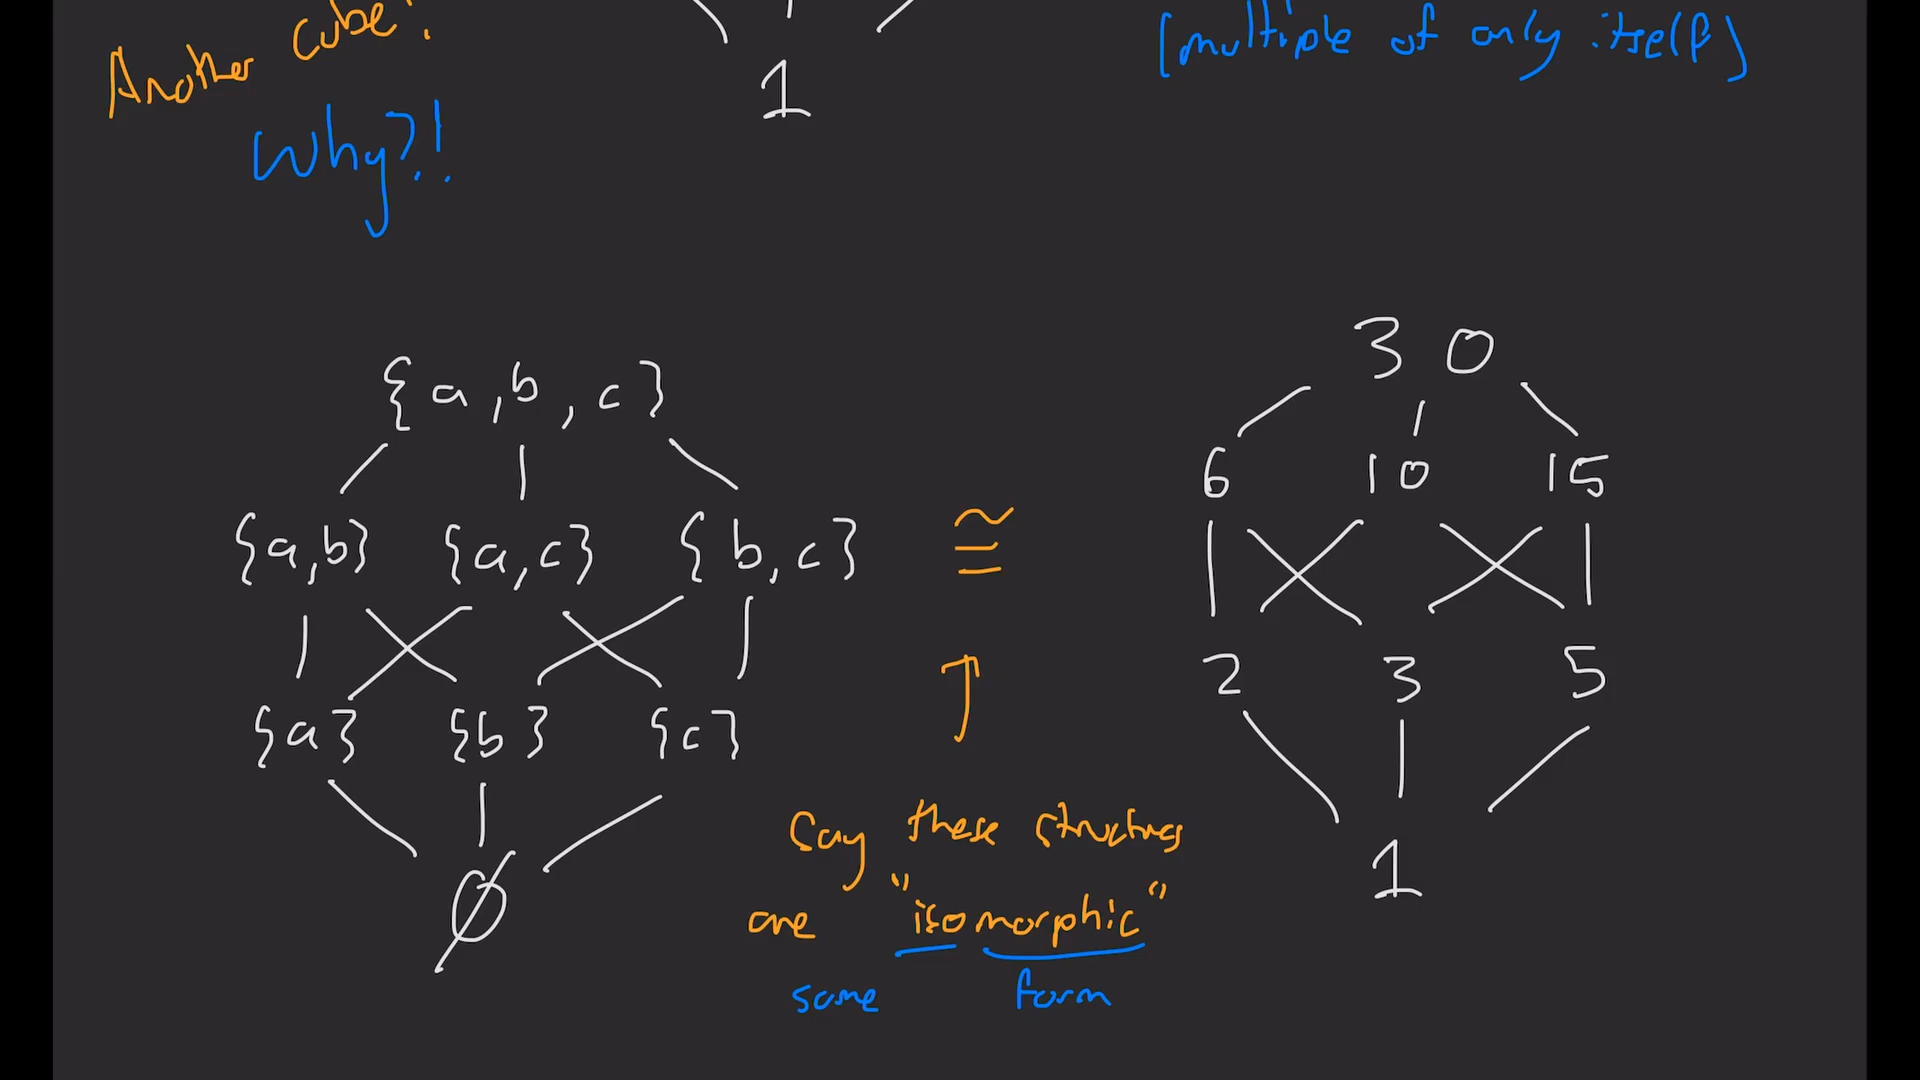 Another cube!
Why?!
1
(multiple of only itself)
{a,b,c}
{a,b} {a,c} {b,c}
{a} {b} {c}
∅
≅
↑
Say these structures
are "isomorphic"
same form
30
6 10 15
2 3 5
1